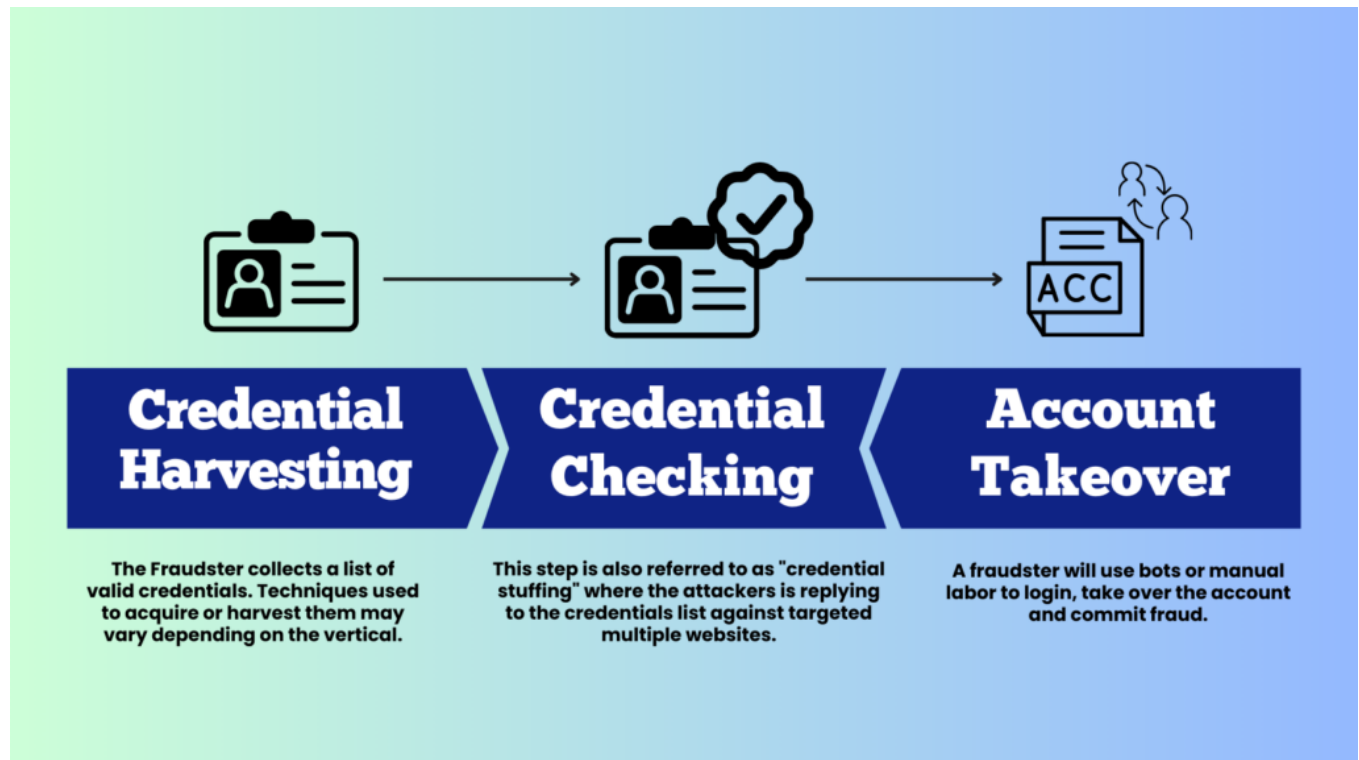 ACC
Credential
Harvesting
Credential
Checking
Account
Takeover
The Fraudster collects a list of
valid credentials. Techniques used
to acquire or harvest them may
vary depending on the vertical.
This step is also referred to as "credential
stuffing" where the attackers is replying
to the credentials list against targeted
multiple websites.
A fraudster will use bots or manual
labor to login, take over the account
and commit fraud.